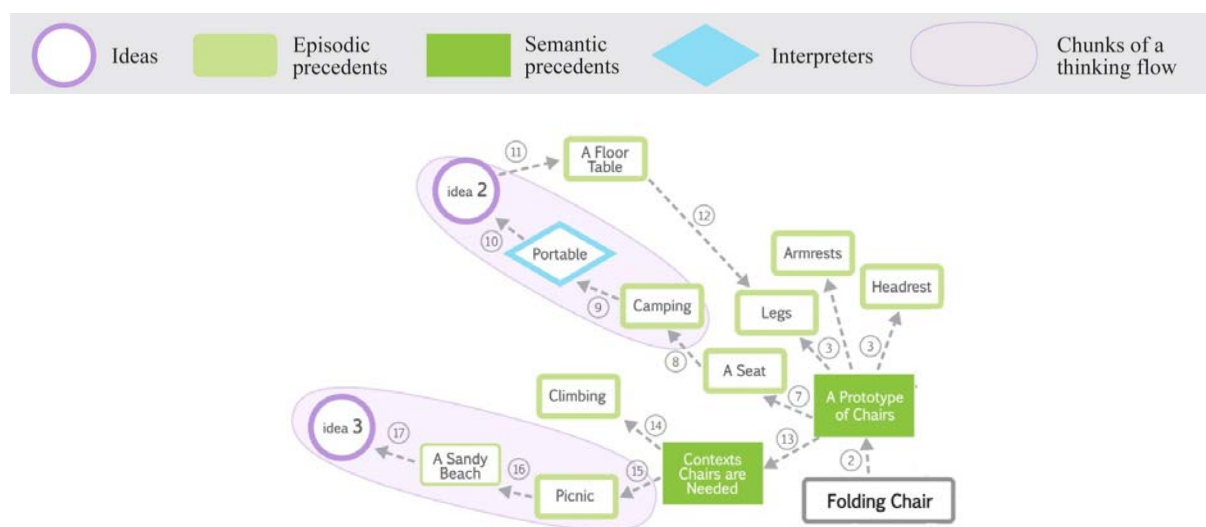 Ideas
Episodic
precedents
Semantic
precedents
Interpreters
Chunks of a
thinking flow
11
A Floor
Table
idea 2
12
10
Portable
Armrests
Headrest
9
Camping
Legs
3
3
8
A Seat
7
A Prototype
of Chairs
Climbing
14
13
idea 3
17
A Sandy
Beach
16
15
Contexts
Chairs are
Needed
2
Picnic
Folding Chair